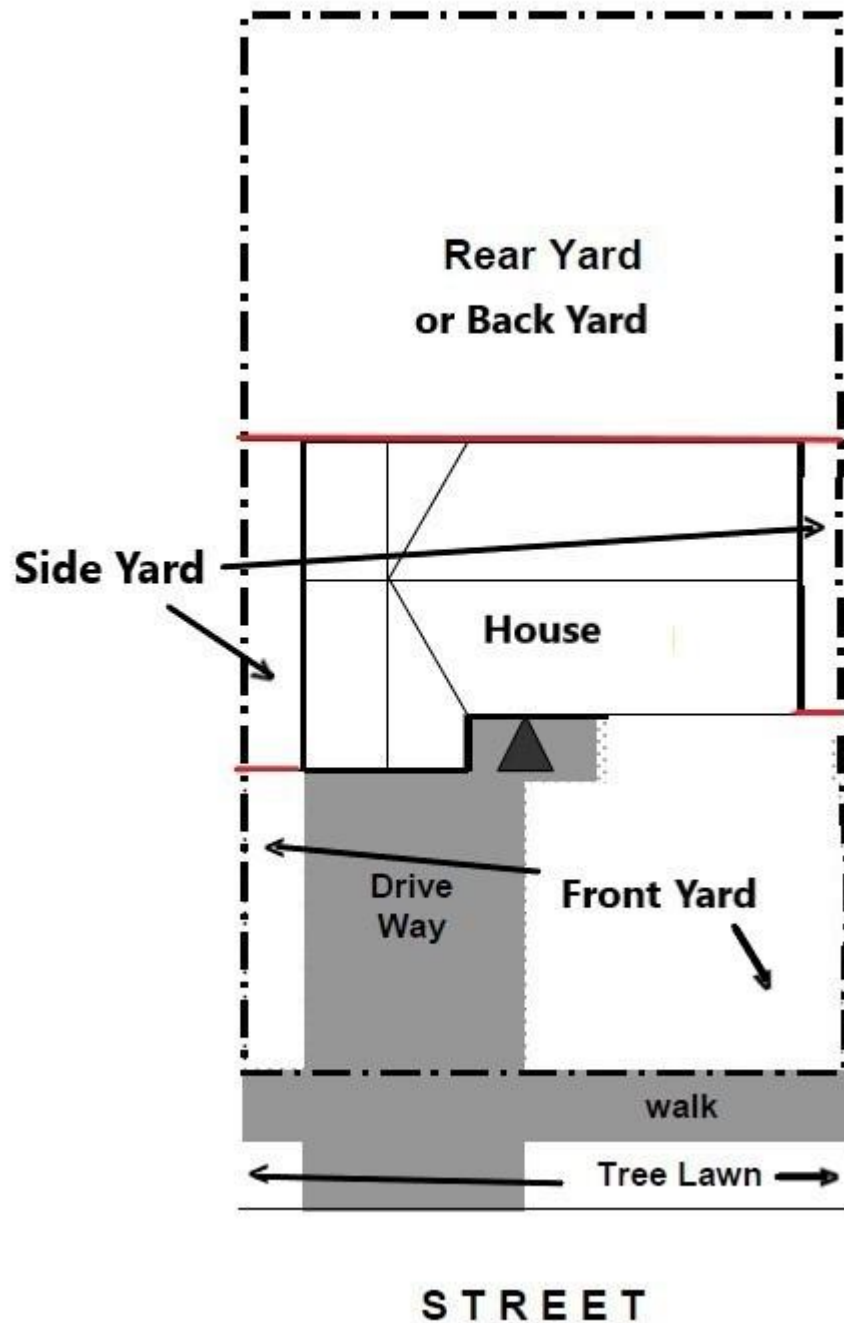 Rear Yard
or Back Yard
Side Yard
House
Drive
Way
Front Yard
walk
Tree Lawn
STREET